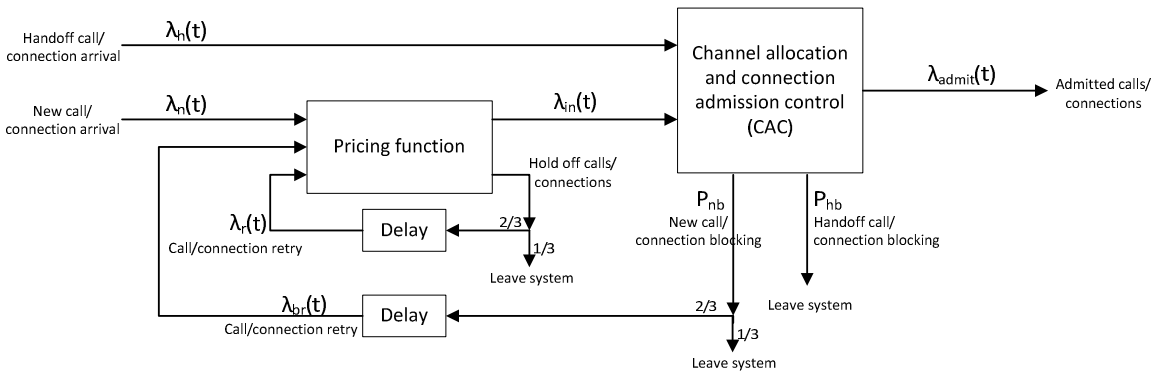 Handoff call/
connection arrival
λh(t)
Channel allocation
and connection
admission control
(CAC)
λadmit(t)
Admitted calls/
connections
New call/
connection arrival
λn(t)
Pricing function
λin(t)
Hold off calls/
connections
λr(t)
Call/connection retry
Delay
2/3
1/3
Leave system
Pnb
New call/
connection blocking
Phb
Handoff call/
connection blocking
Leave system
λbr(t)
Call/connection retry
Delay
2/3
1/3
Leave system